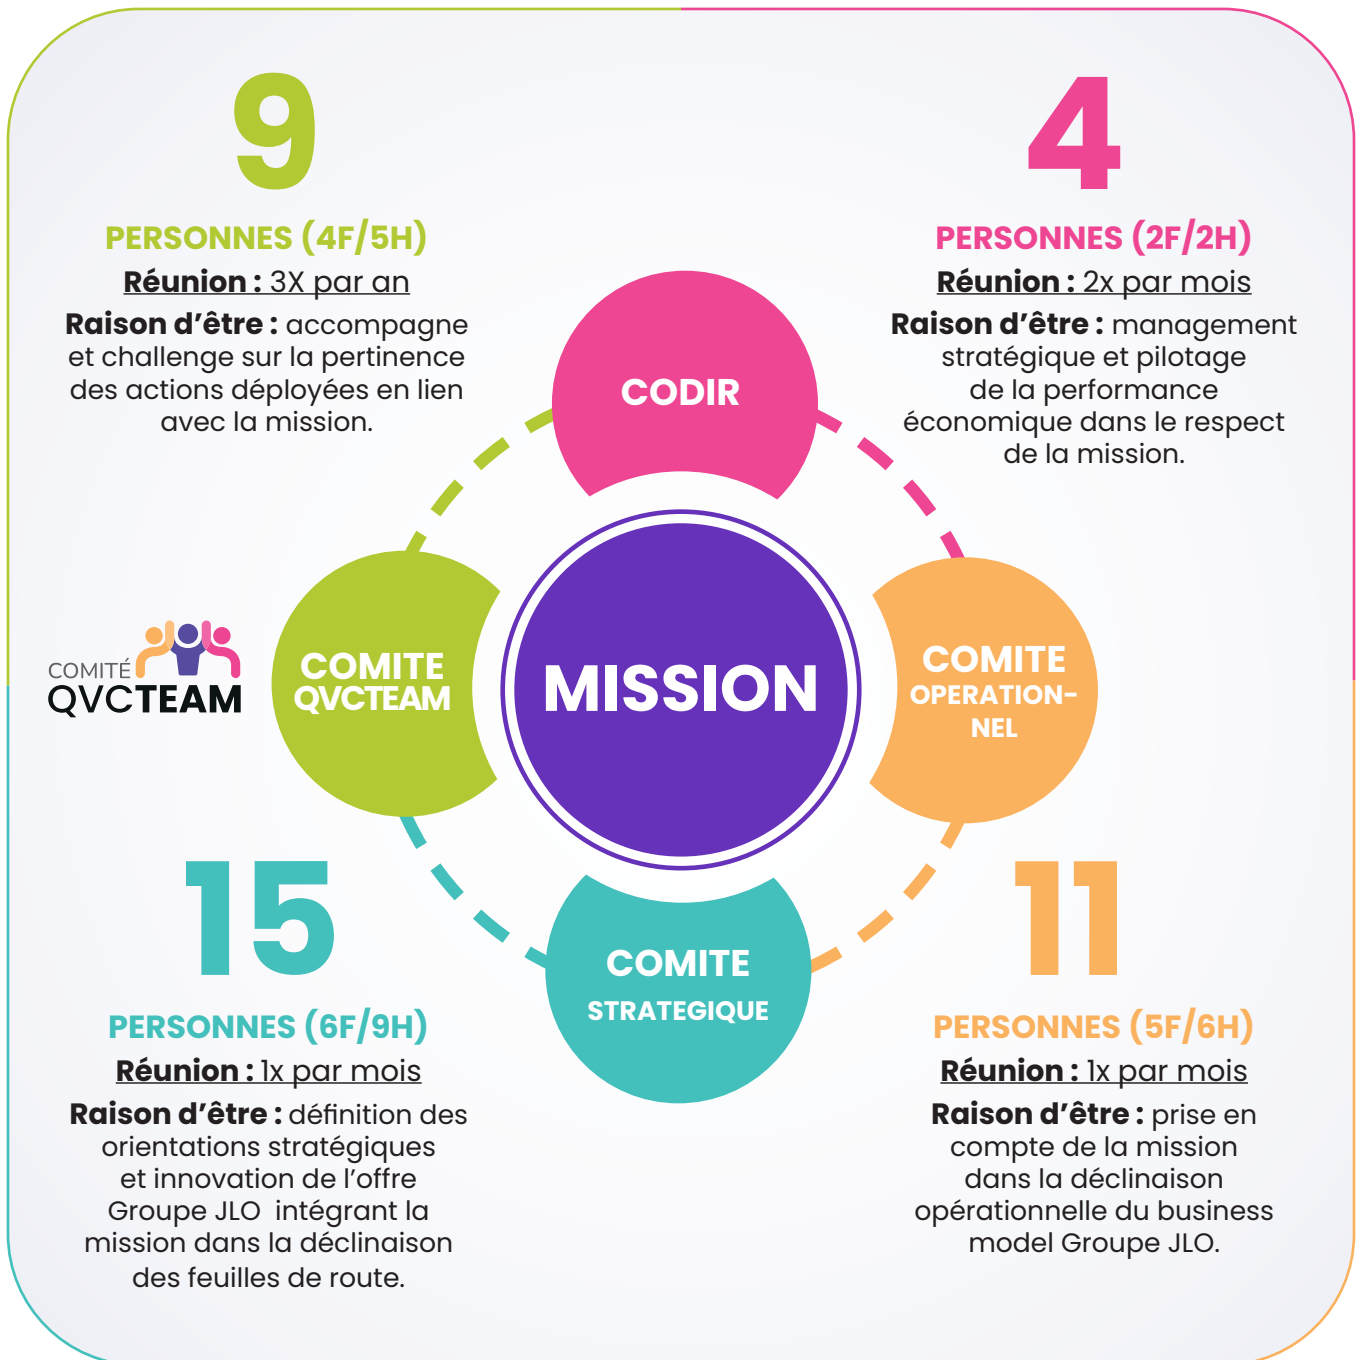 9
PERSONNES (4F/5H)
Réunion : 3X par an
Raison d’être : accompagne
et challenge sur la pertinence
des actions déployées en lien
avec la mission.
4
PERSONNES (2F/2H)
Réunion : 2x par mois
Raison d’être : management
stratégique et pilotage
de la performance
économique dans le respect
de la mission.
CODIR
COMITÉ
QVCTEAM
COMITE
QVCTEAM
MISSION
COMITE
OPERATION-
NEL
COMITE
STRATEGIQUE
15
PERSONNES (6F/9H)
Réunion : 1x par mois
Raison d’être : définition des
orientations stratégiques
et innovation de l’offre
Groupe JLO intégrant la
mission dans la déclinaison
des feuilles de route.
11
PERSONNES (5F/6H)
Réunion : 1x par mois
Raison d’être : prise en
compte de la mission
dans la déclinaison
opérationnelle du business
model Groupe JLO.